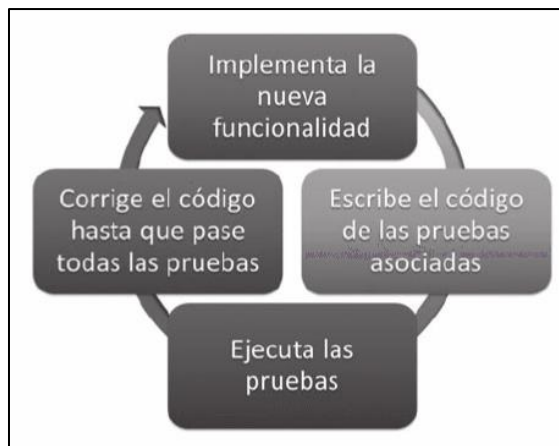 Implementa la
nueva
funcionalidad
Escribe el código
de las pruebas
asociadas
Ejecuta las
pruebas
Corrige el código
hasta que pase
todas las pruebas